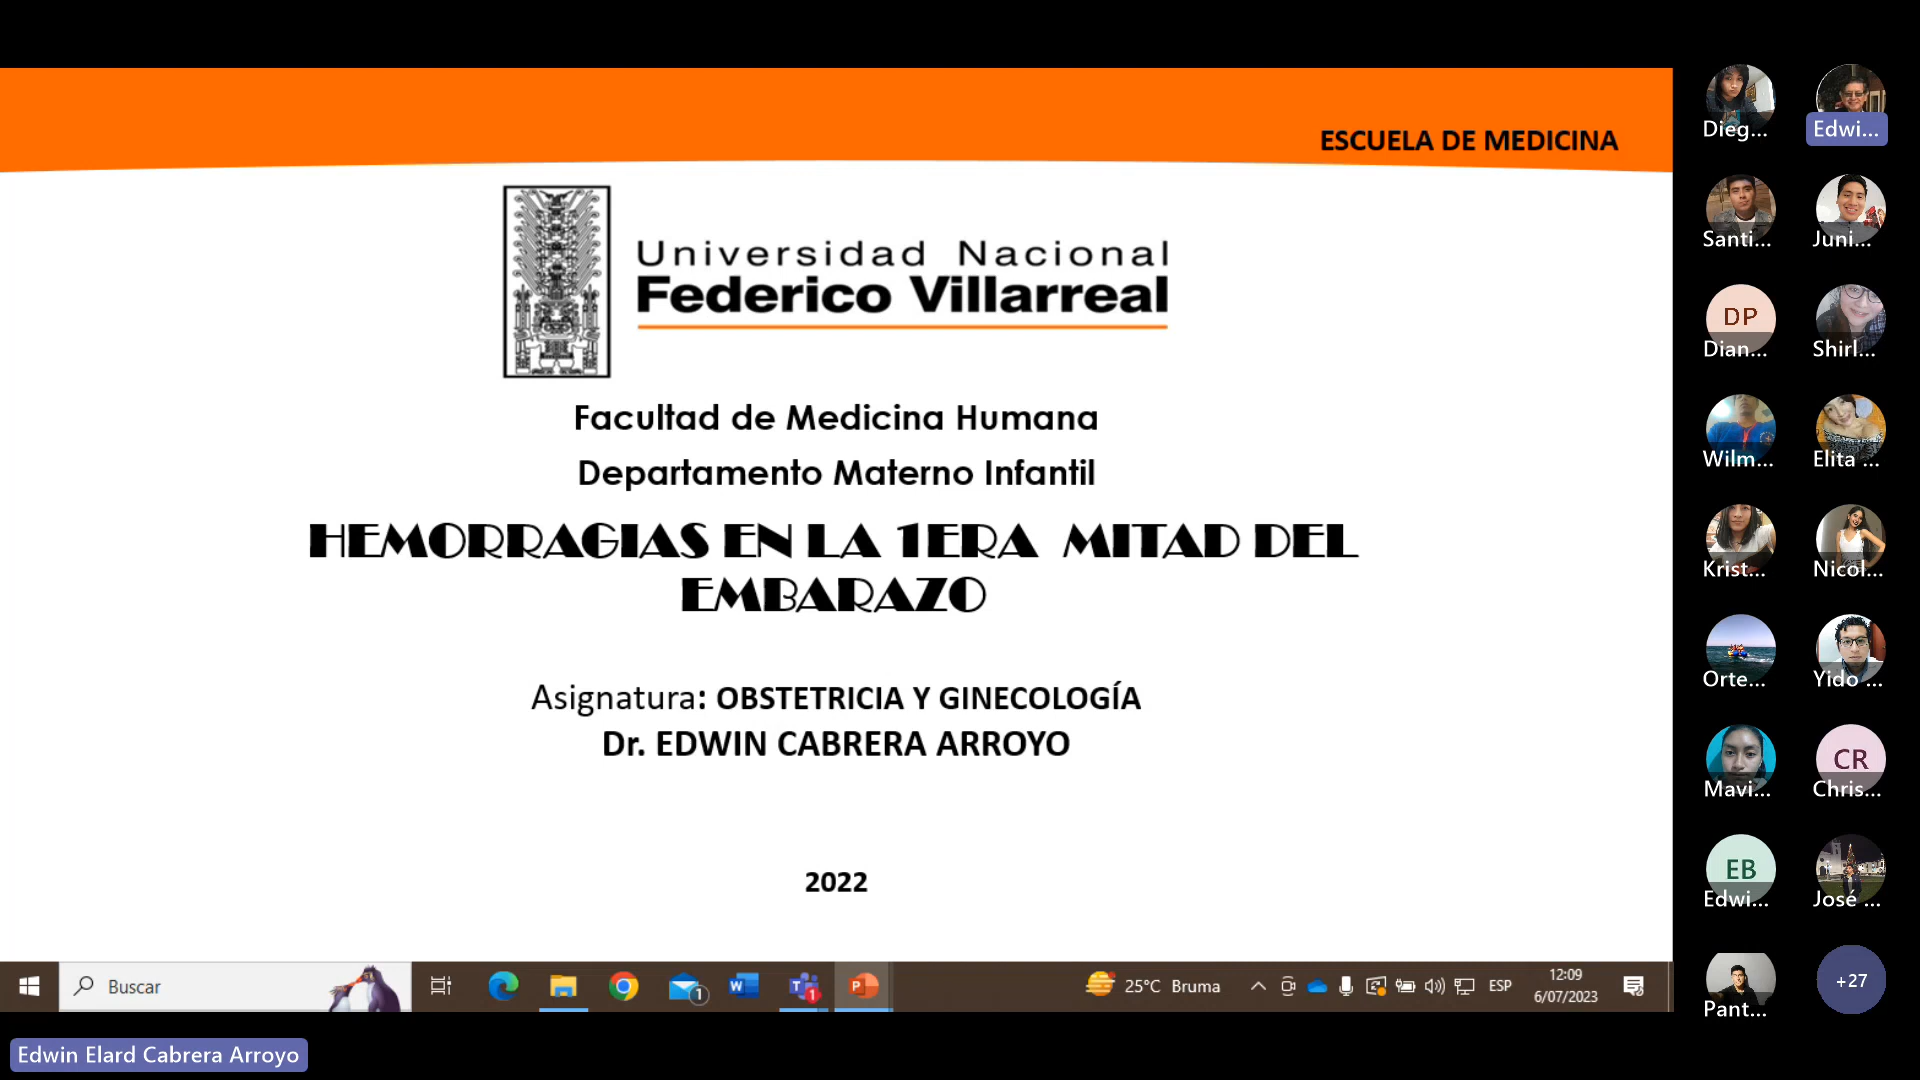 ESCUELA DE MEDICINA
Universidad Nacional
Federico Villarreal
Facultad de Medicina Humana
Departamento Materno Infantil
HEMORRAGIAS EN LA 1ERA MITAD DEL
EMBARAZO
Asignatura: OBSTETRICIA Y GINECOLOGÍA
Dr. EDWIN CABRERA ARROYO
2022
Buscar
1
1
25°C Bruma
ESP
12:09
6/07/2023
Edwin Elard Cabrera Arroyo
Dieg...
Edwi...
Santi...
Juni...
DP
Dian...
Shirl...
Wilm...
Elita ...
Krist...
Nicol...
Orte...
Yido ...
Mavi...
CR
Chris...
EB
Edwi...
José ...
Pant...
+27